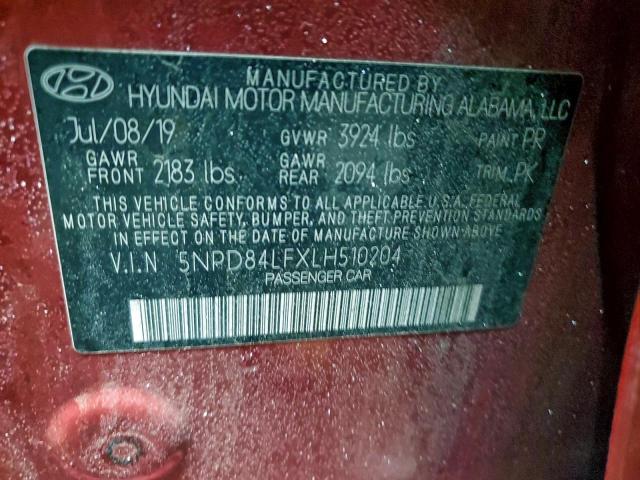 MANUFACTURED BY
HYUNDAI MOTOR MANUFACTURING ALABAMA, LLC
Jul/08/19 GVWR 3924 lbs PAINT PR
GAWR FRONT 2183 lbs GAWR REAR 2094 lbs TRIM PK
THIS VEHICLE CONFORMS TO ALL APPLICABLE U.S.A. FEDERAL
MOTOR VEHICLE SAFETY, BUMPER, AND THEFT PREVENTION STANDARDS
IN EFFECT ON THE DATE OF MANUFACTURE SHOWN ABOVE.
V.I.N 5NPD84LFXLH510204
PASSENGER CAR